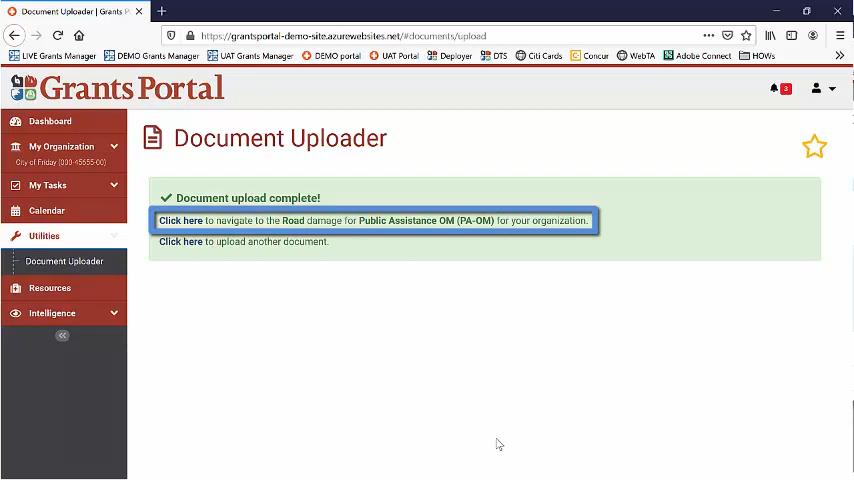 Document Uploader | Grants Portal
https://grantsportal-demo-site.azurewebsites.net/#documents/upload
LIVE Grants Manager DEMO Grants Manager UAT Grants Manager DEMO portal UAT Portal Deployer DTS Citi Cards Concur WebTA Adobe Connect HOWs
Grants Portal
3
Dashboard
My Organization
City of Friday (000-45655-00)
My Tasks
Calendar
Utilities
Document Uploader
Resources
Intelligence
Document Uploader
Document upload complete!
Click here to navigate to the Road damage for Public Assistance OM (PA-OM) for your organization.
Click here to upload another document.